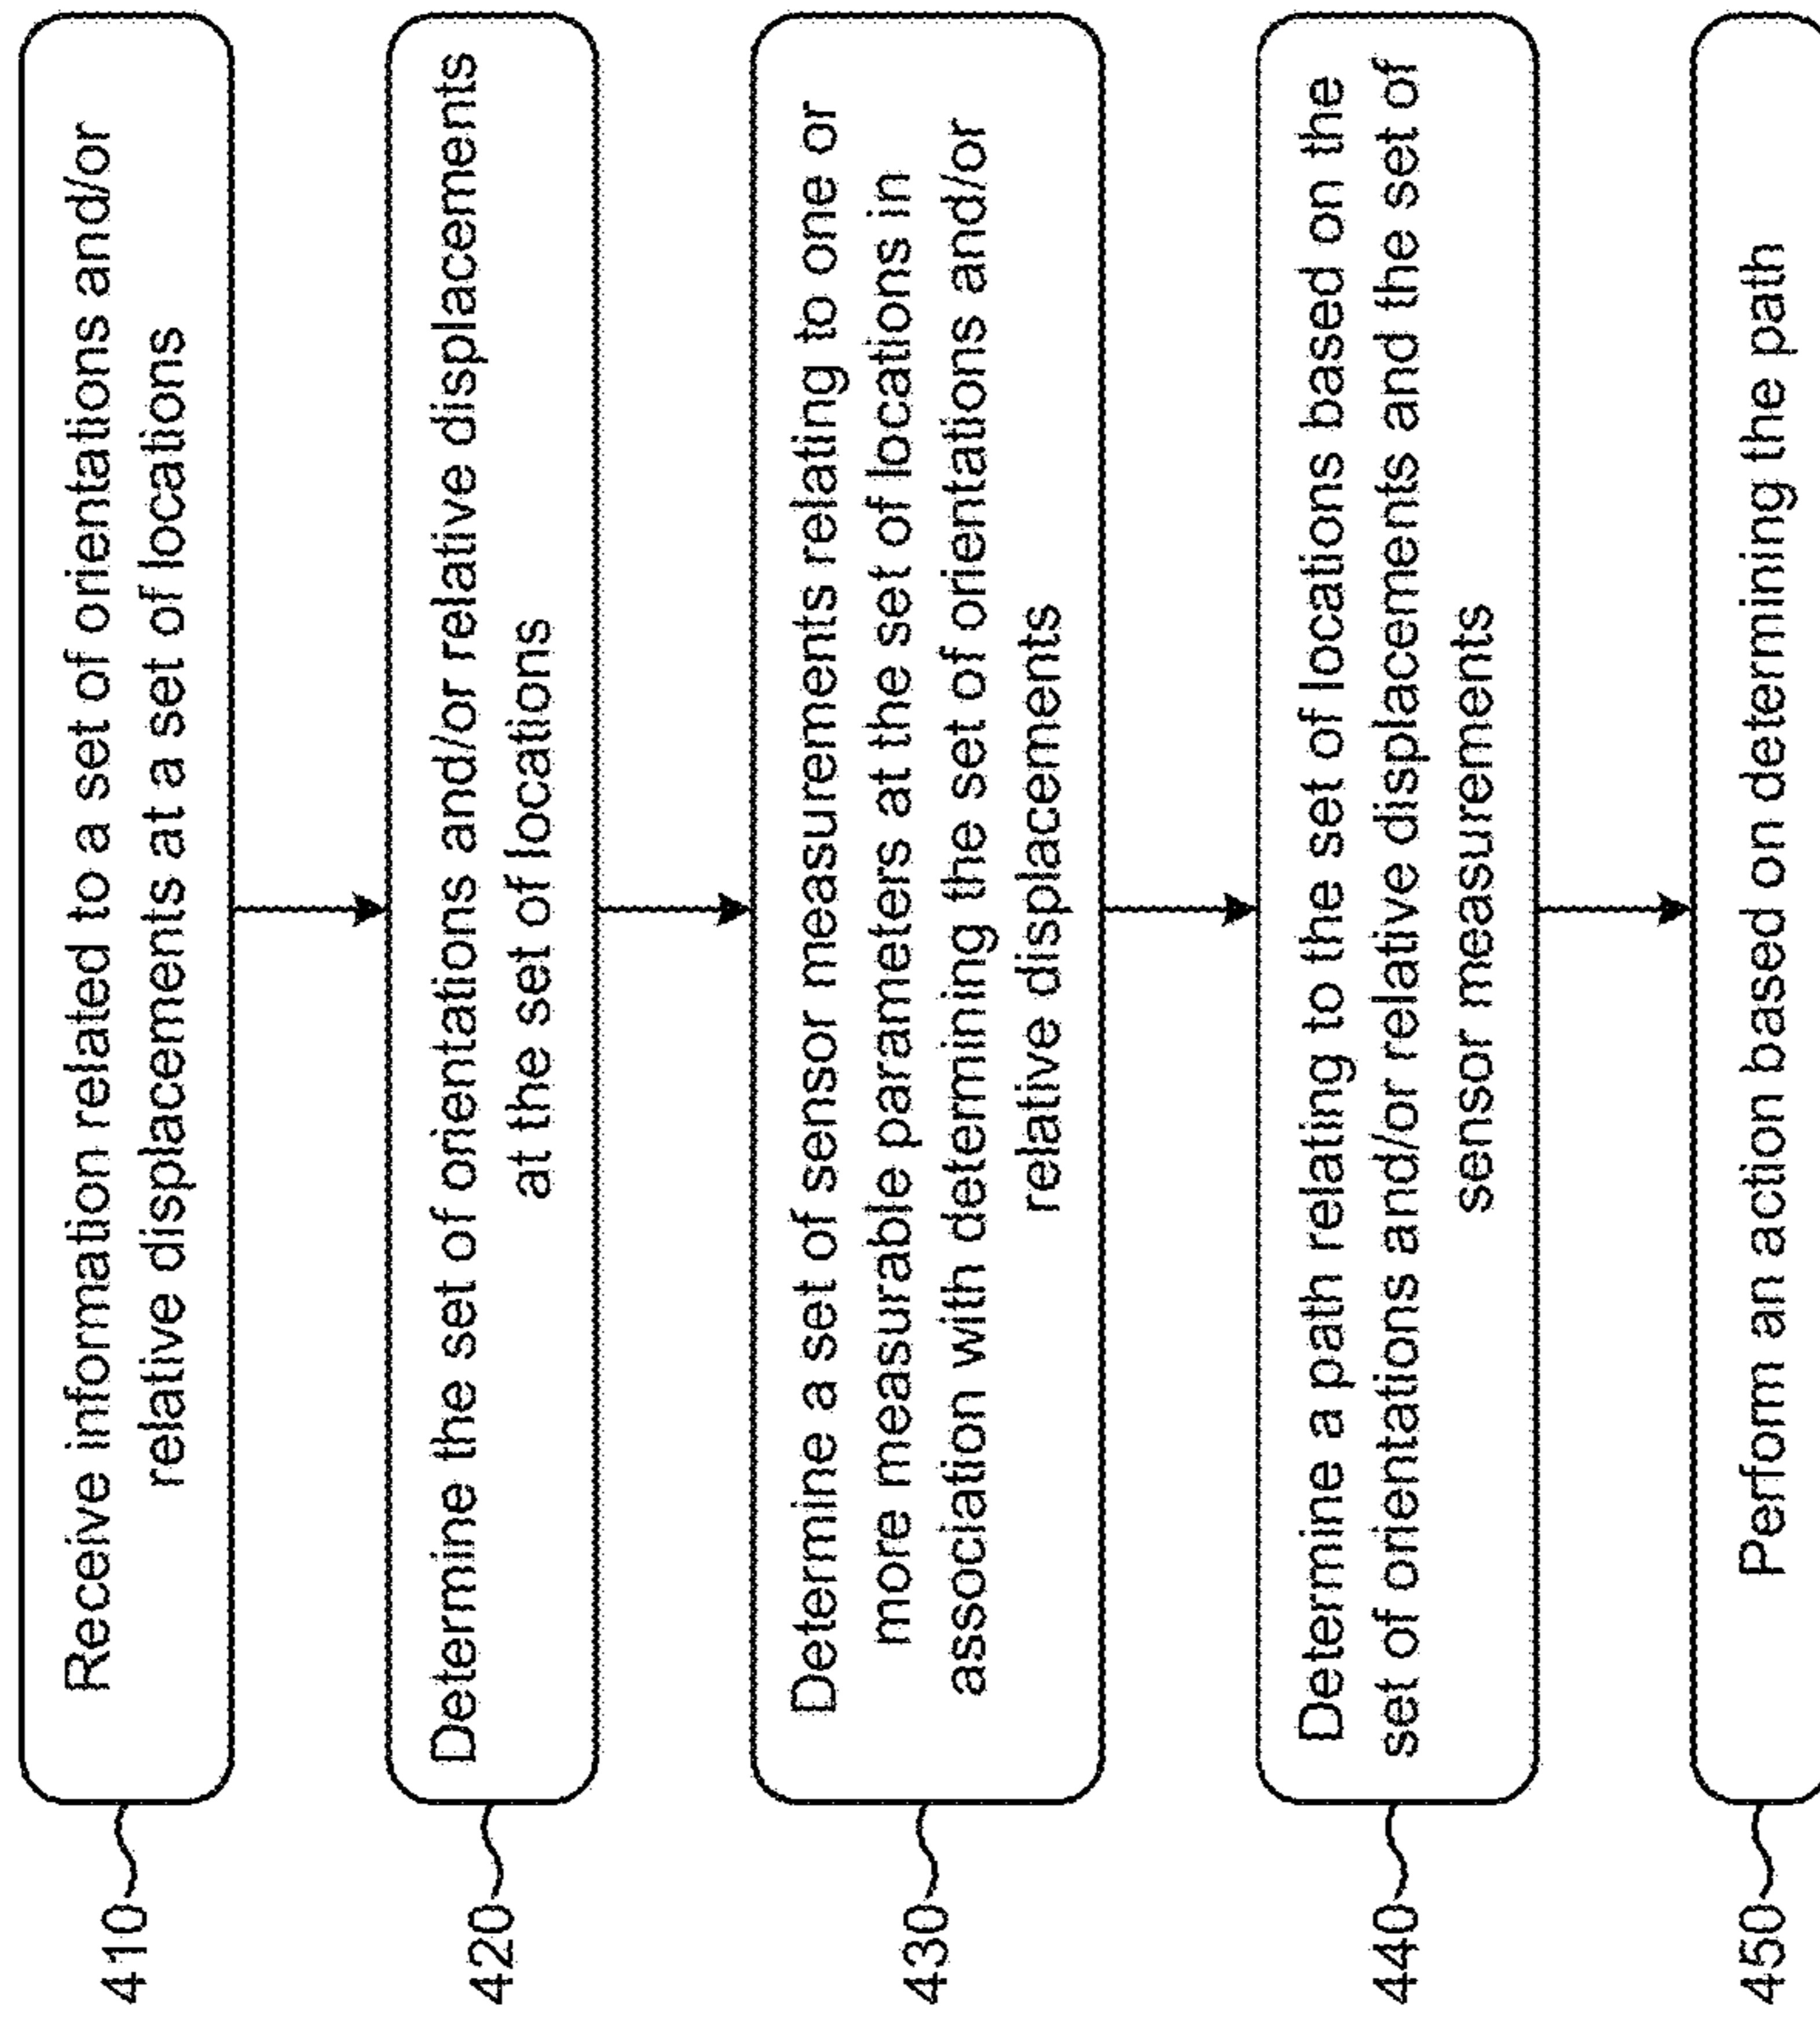 410
Receive information related to a set of orientations and/or
relative displacements at a set of locations
420
Determine the set of orientations and/or relative displacements
at the set of locations
430
Determine a set of sensor measurements relating to one or
more measurable parameters at the set of locations in
association with determining the set of orientations and/or
relative displacements
440
Determine a path relating to the set of locations based on the
set of orientations and/or relative displacements and the set of
sensor measurements
450
Perform an action based on determining the path